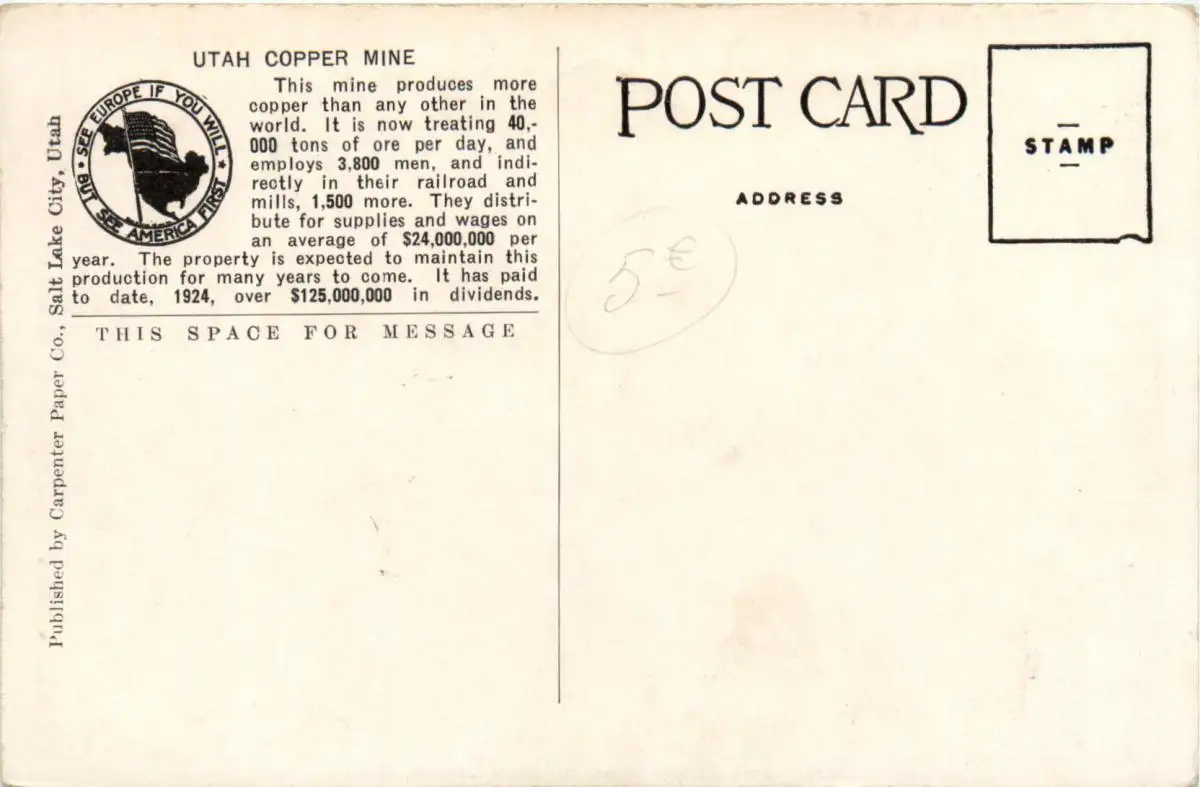 UTAH COPPER MINE
This mine produces more
copper than any other in the
world. It is now treating 40,-
000 tons of ore per day, and
employs 3,800 men, and indi-
rectly in their railroad and
mills, 1,500 more. They distri-
bute for supplies and wages on
an average of $24,000,000 per
year. The property is expected to maintain this
production for many years to come. It has paid
to date, 1924, over $125,000,000 in dividends.
SEE EUROPE IF YOU WILL
BUT SEE AMERICA FIRST
THIS SPACE FOR MESSAGE
Published by Carpenter Paper Co., Salt Lake City, Utah
POST CARD
ADDRESS
STAMP
5€